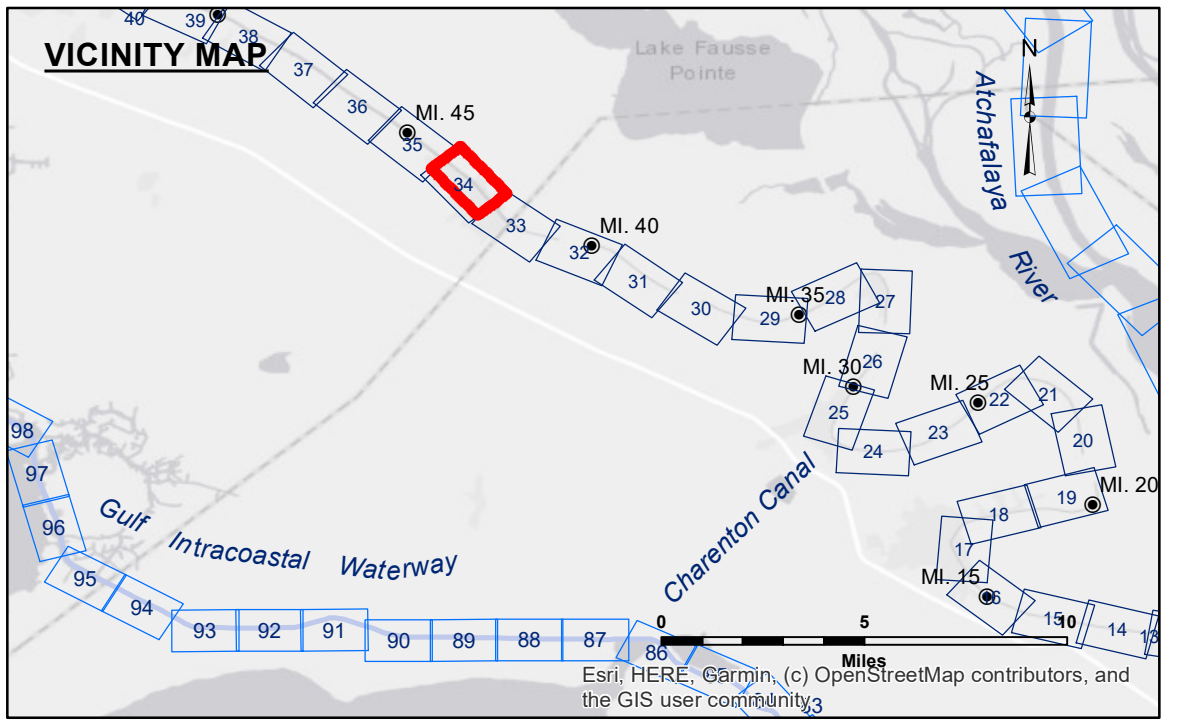 40
39
38
VICINITY MAP
37
36
MI. 45
35
34
33
MI. 40
32
31
30
MI. 35
29
28
27
26
MI. 30
25
24
23
MI. 25
22
21
20
MI. 20
19
18
17
MI. 15
15
14
13
Lake Fausse
Pointe
N
Atchafalaya
River
Charenton Canal
98
97
96
95
94
93
92
91
90
89
88
87
86
Gulf
Intracoastal
Waterway
0 5 10
Miles
Esri, HERE, Garmin, (c) OpenStreetMap contributors, and
the GIS user community